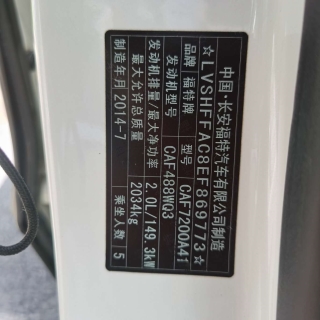 中国·长安福特汽车有限公司制造
☆LVSHFFAC8EF869773☆
品牌 福特牌 型号 CAF7200A41
发动机型号 CAF488WQ3
发动机排量/最大净功率 2.0L/149.3kW
最大允许总质量 2034kg
制造年月 2014-7 乘坐人数 5